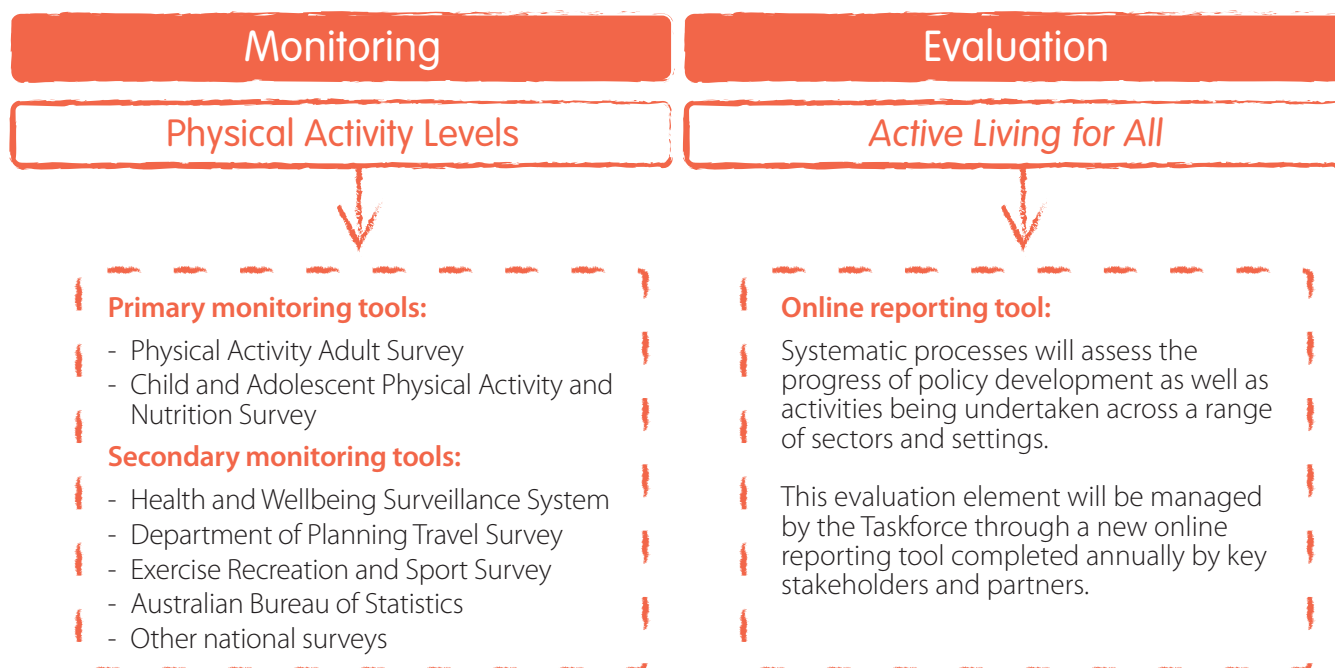 Monitoring
Physical Activity Levels
Primary monitoring tools:
- Physical Activity Adult Survey
- Child and Adolescent Physical Activity and
Nutrition Survey
Secondary monitoring tools:
- Health and Wellbeing Surveillance System
- Department of Planning Travel Survey
- Exercise Recreation and Sport Survey
- Australian Bureau of Statistics
- Other national surveys
Evaluation
Active Living for All
Online reporting tool:
Systematic processes will assess the
progress of policy development as well as
activities being undertaken across a range
of sectors and settings.
This evaluation element will be managed
by the Taskforce through a new online
reporting tool completed annually by key
stakeholders and partners.